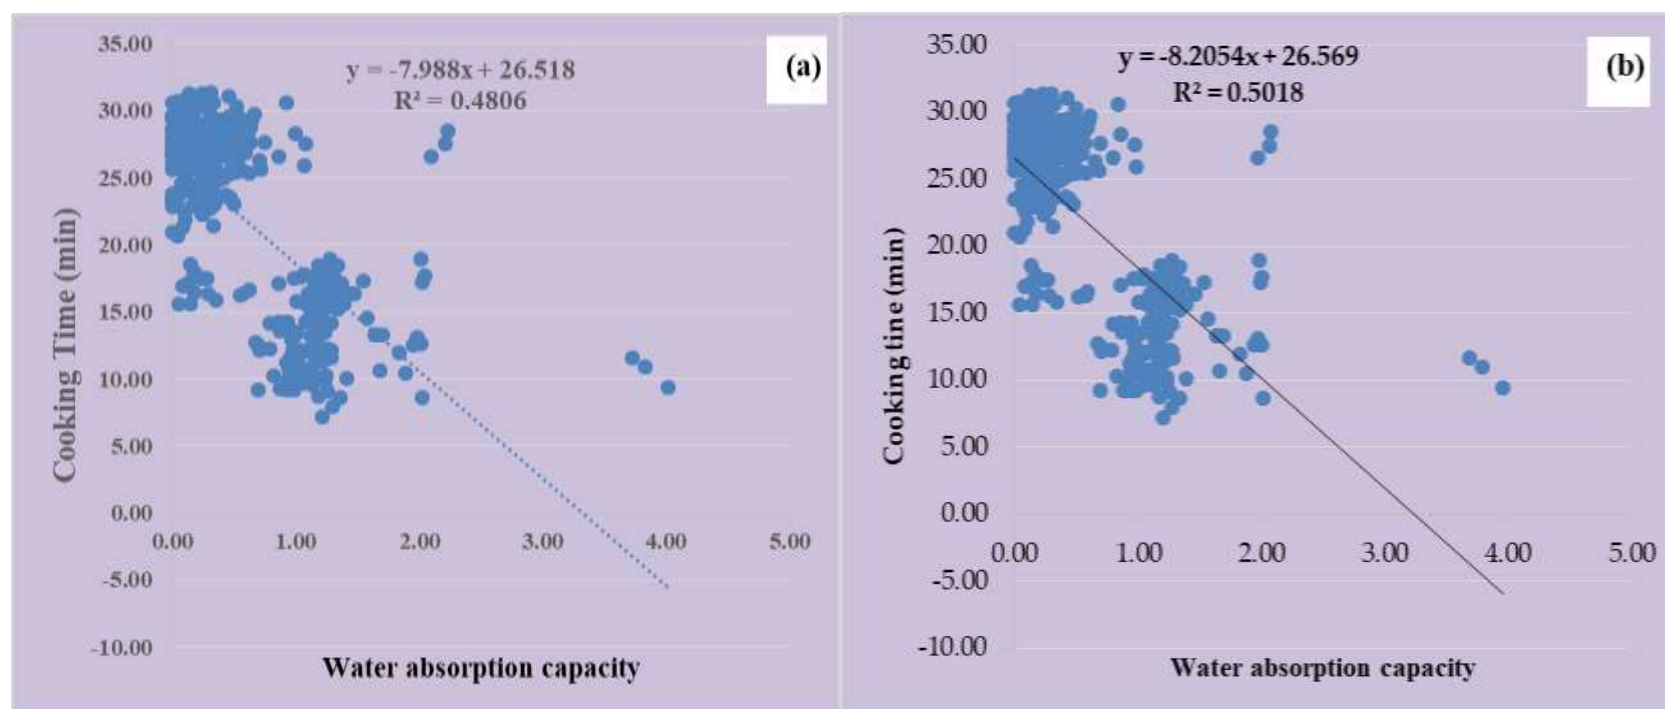 (a)
y = -7.988x + 26.518
R² = 0.4806
35.00
30.00
25.00
20.00
15.00
10.00
5.00
0.00
-5.00
-10.00
0.00 1.00 2.00 3.00 4.00 5.00
Cooking Time (min)
Water absorption capacity
(b)
y = -8.2054x + 26.569
R² = 0.5018
35.00
30.00
25.00
20.00
15.00
10.00
5.00
0.00
-5.00
-10.00
0.00 1.00 2.00 3.00 4.00 5.00
Cooking tine (min)
Water absorption capacity